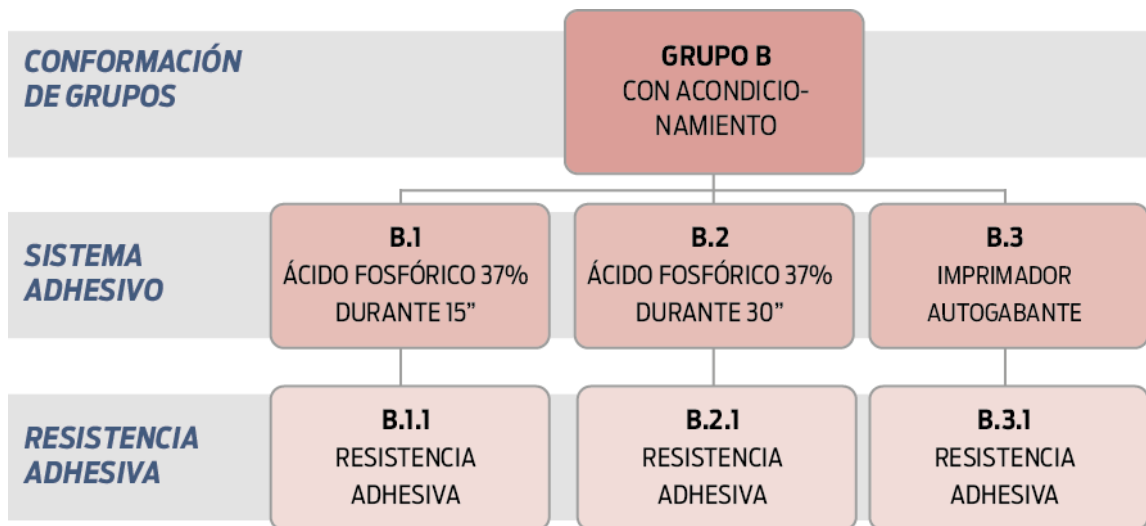 CONFORMACIÓN
DE GRUPOS
GRUPO B
CON ACONDICIO-
NAMIENTO
SISTEMA
ADHESIVO
B.1
ÁCIDO FOSFÓRICO 37%
DURANTE 15”
B.2
ÁCIDO FOSFÓRICO 37%
DURANTE 30”
B.3
IMPRIMADOR
AUTOGABANTE
RESISTENCIA
ADHESIVA
B.1.1
RESISTENCIA
ADHESIVA
B.2.1
RESISTENCIA
ADHESIVA
B.3.1
RESISTENCIA
ADHESIVA